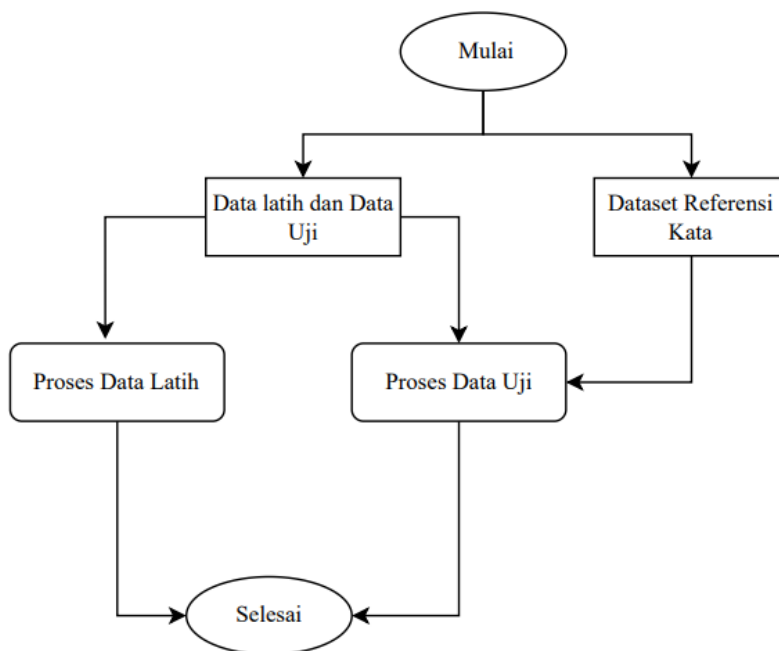 Mulai
Data latih dan Data
Uji
Dataset Referensi
Kata
Proses Data Latih
Proses Data Uji
Selesai